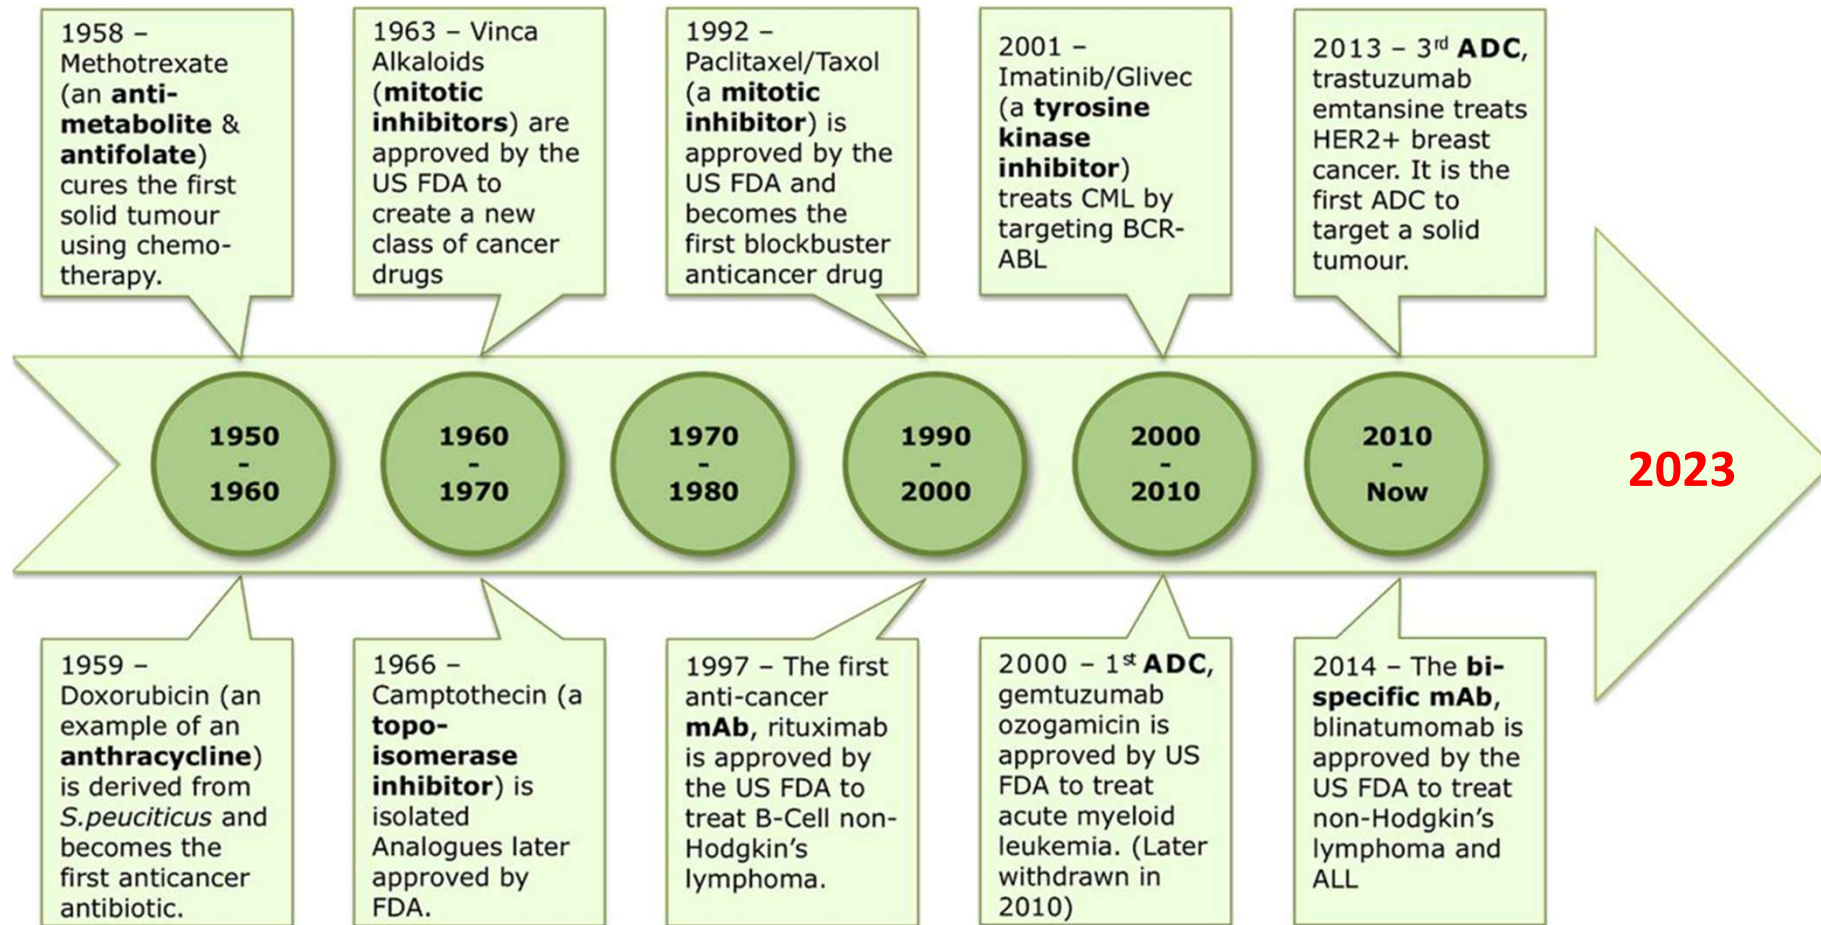 1958 –
Methotrexate
(an anti-
metabolite &
antifolate)
cures the first
solid tumour
using chemo-
therapy.
1963 – Vinca
Alkaloids
(mitotic
inhibitors) are
approved by the
US FDA to
create a new
class of cancer
drugs
1992 –
Paclitaxel/Taxol
(a mitotic
inhibitor) is
approved by the
US FDA and
becomes the
first blockbuster
anticancer drug
2001 –
Imatinib/Glivec
(a tyrosine
kinase
inhibitor)
treats CML by
targeting BCR-
ABL
2013 – 3rd ADC,
trastuzumab
emtansine treats
HER2+ breast
cancer. It is the
first ADC to
target a solid
tumour.
1950
-
1960
1960
-
1970
1970
-
1980
1990
-
2000
2000
-
2010
2010
-
Now
2023
1959 –
Doxorubicin (an
example of an
anthracycline)
is derived from
S.peuciticus and
becomes the
first anticancer
antibiotic.
1966 –
Camptothecin (a
topo-
isomerase
inhibitor) is
isolated
Analogues later
approved by
FDA.
1997 – The first
anti-cancer
mAb, rituximab
is approved by
the US FDA to
treat B-Cell non-
Hodgkin's
lymphoma.
2000 – 1st ADC,
gemtuzumab
ozogamicin is
approved by US
FDA to treat
acute myeloid
leukemia. (Later
withdrawn in
2010)
2014 – The bi-
specific mAb,
blinatumomab is
approved by the
US FDA to treat
non-Hodgkin's
lymphoma and
ALL